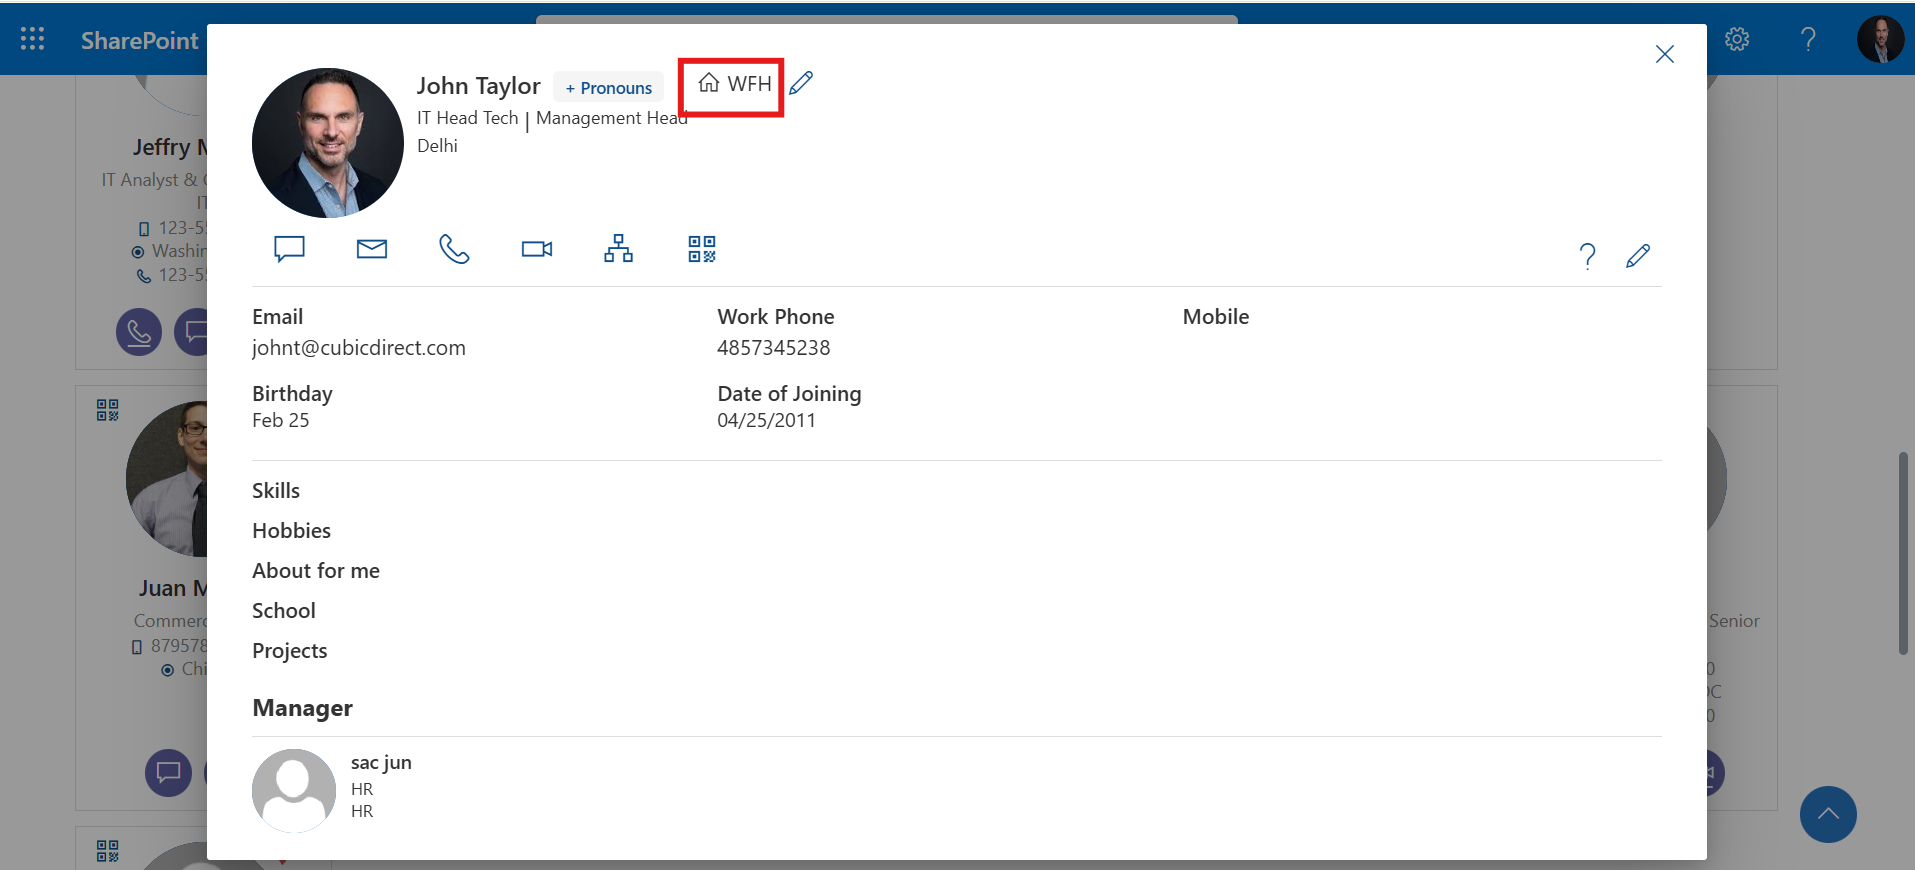 SharePoint
John Taylor
+ Pronouns
WFH
IT Head Tech | Management Head
Delhi
Jeffry
IT Analyst &
IT
123-5
Washin
123-5
Email
johnt@cubicdirect.com
Work Phone
4857345238
Mobile
Birthday
Feb 25
Date of Joining
04/25/2011
Skills
Hobbies
About for me
School
Projects
Juan M
Commerc
879578
Chi
Senior
0
DC
0
Manager
sac jun
HR
HR